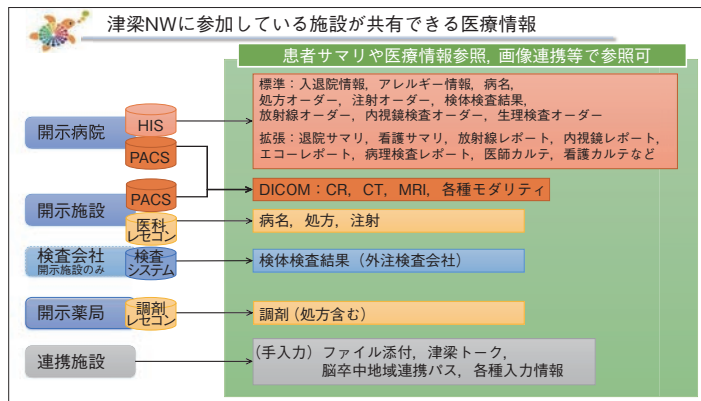 津梁NWに参加している施設が共有できる医療情報
患者サマリや医療情報参照, 画像連携等で参照可
開示病院
HIS
PACS
標準：入退院情報, アレルギー情報, 病名,
処方オーダー, 注射オーダー, 検体検査結果,
放射線オーダー, 内視鏡検査オーダー, 生理検査オーダー
拡張：退院サマリ, 看護サマリ, 放射線レポート, 内視鏡レポート,
エコーレポート, 病理検査レポート, 医師カルテ, 看護カルテなど
開示施設
PACS
医科
レセコン
DICOM：CR, CT, MRI, 各種モダリティ
病名, 処方, 注射
検査会社
開示施設のみ
検査
システム
検体検査結果（外注検査会社）
開示薬局
調剤
レセコン
調剤（処方含む）
連携施設
（手入力）ファイル添付, 津梁トーク,
脳卒中地域連携パス, 各種入力情報